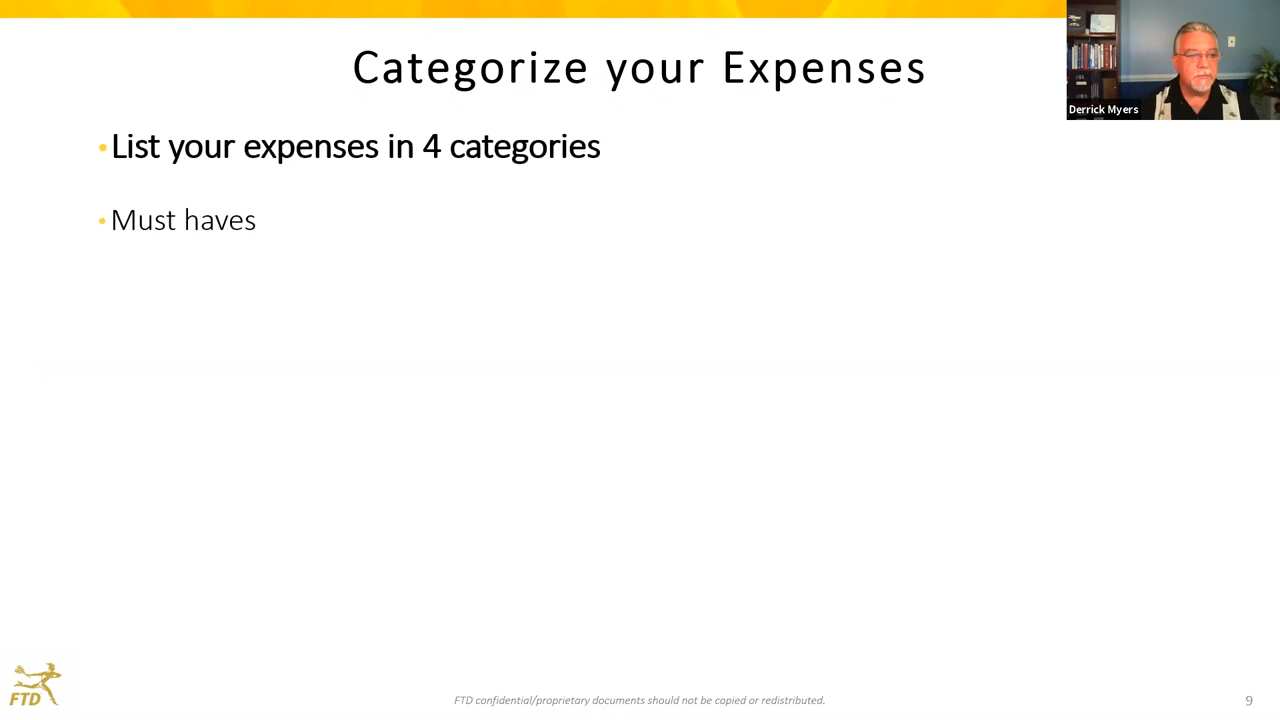 Categorize your Expenses
Derrick Myers
•List your expenses in 4 categories
•Must haves
FTD
FTD confidential/proprietary documents should not be copied or redistributed.
9